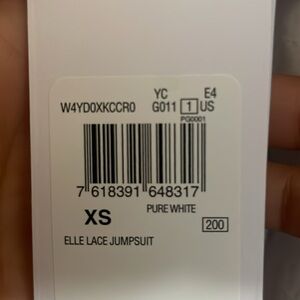 YC E4
W4YD0XKCCR0 G011 1 US
PG0001
7 618391 648317
XS PURE WHITE
200
ELLE LACE JUMPSUIT